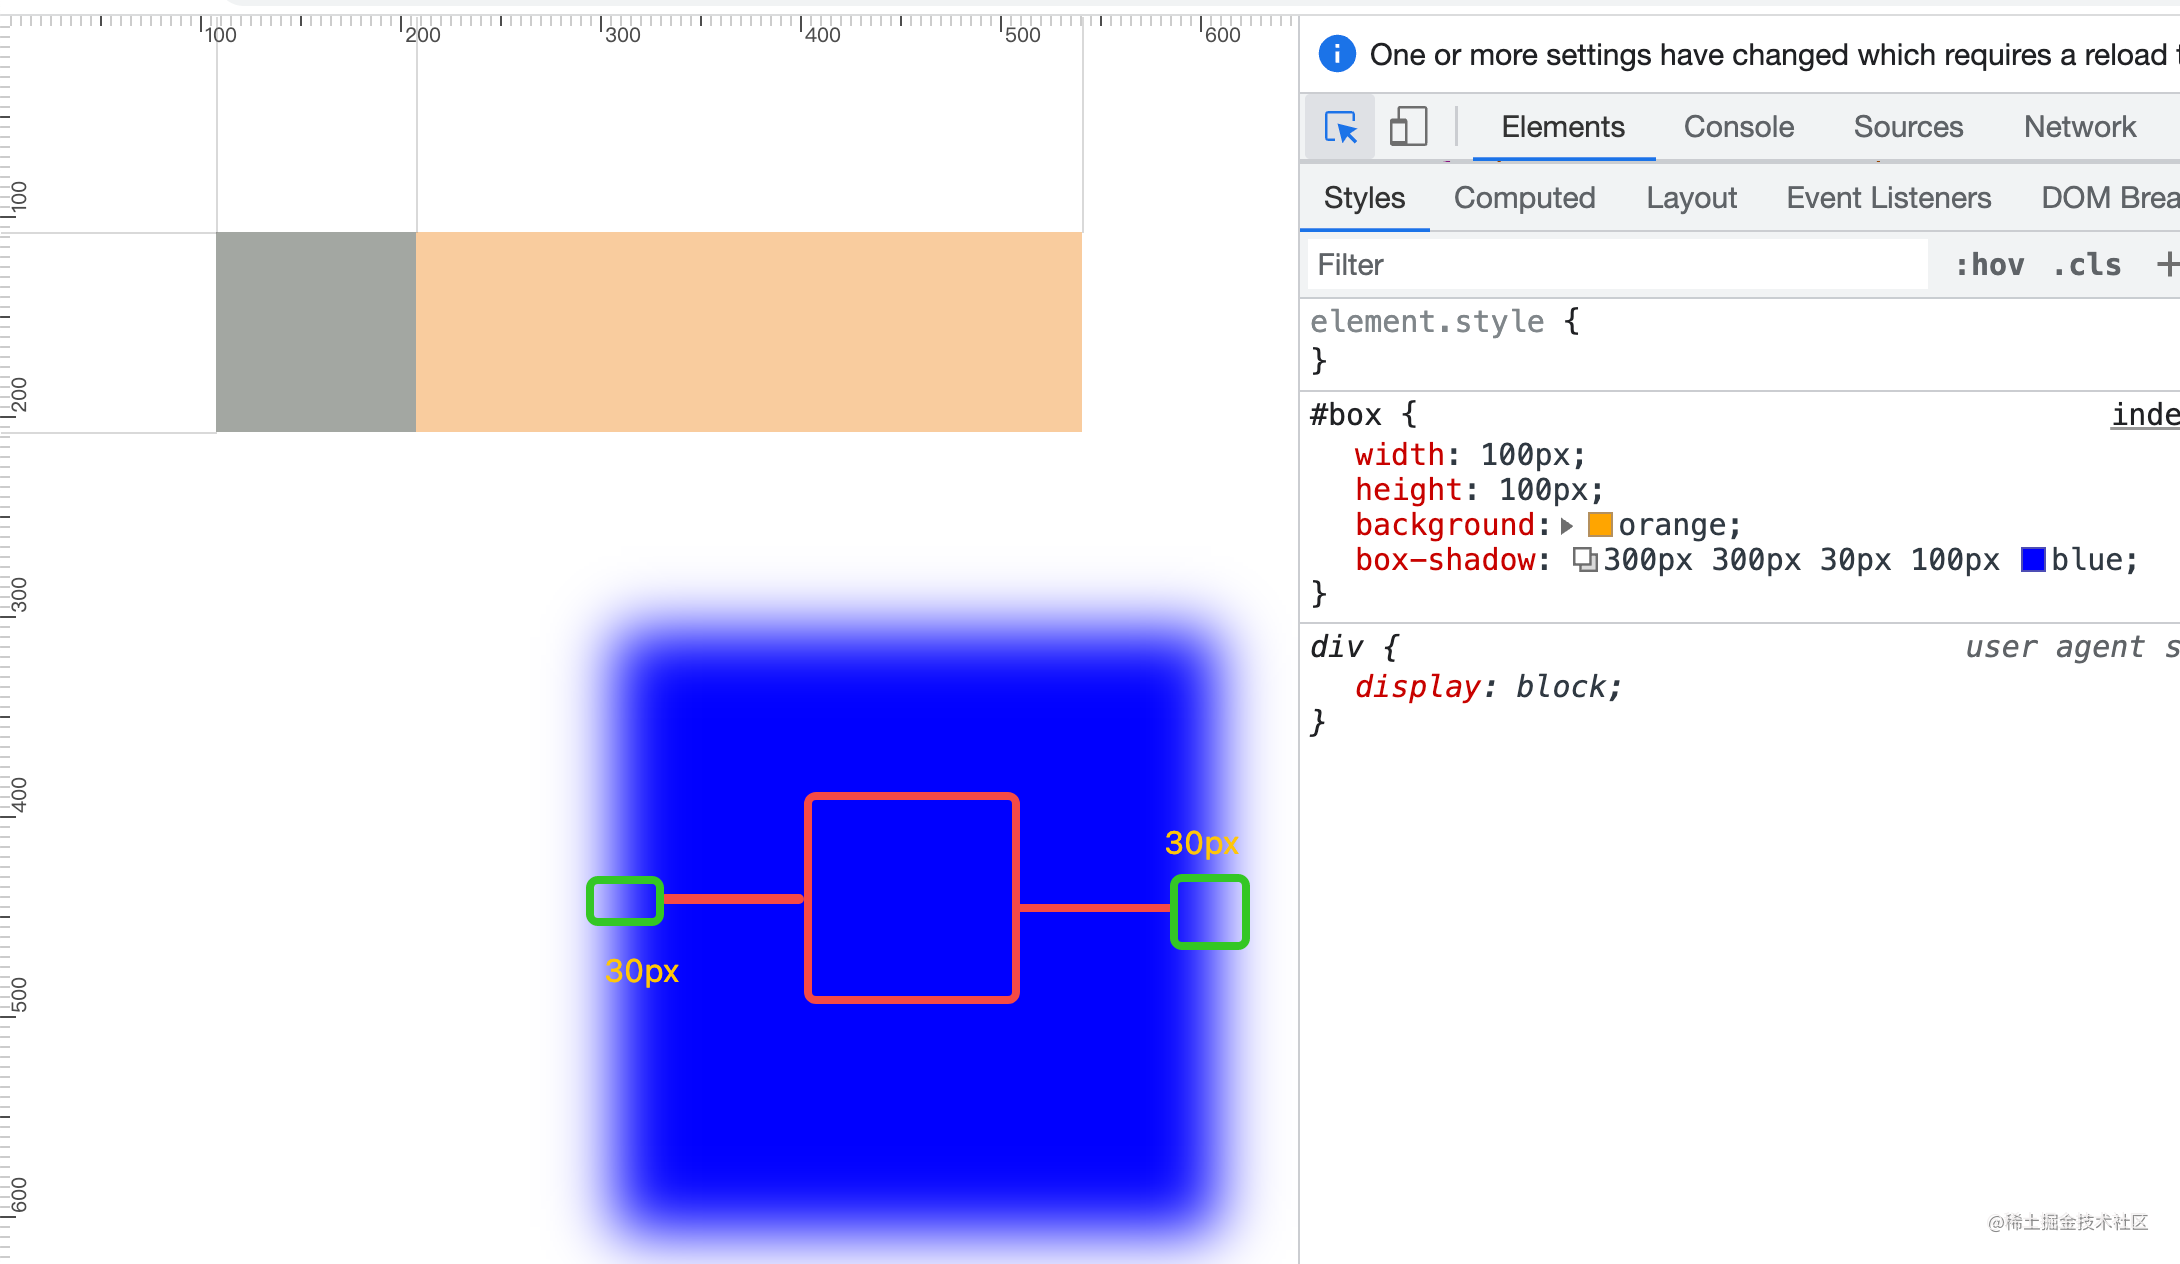 100 200 300 400 500 600
100
200
300
400
500
600
30px
30px
One or more settings have changed which requires a reload t
Elements Console Sources Network
Styles Computed Layout Event Listeners DOM Brea
Filter :hov .cls +
element.style {
}
#box { inde
width: 100px;
height: 100px;
background: orange;
box-shadow: 300px 300px 30px 100px blue;
}
div { user agent s
display: block;
}
@稀土掘金技术社区